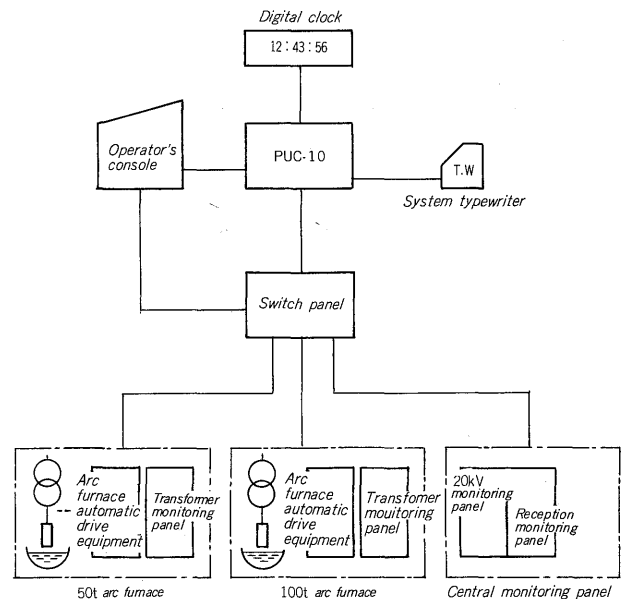 Digital clock
12:43:56
Operator's
console
PUC-10
T.W
System typewriter
Switch panel
Arc
furnace
automatic
drive
equipment
Transformer
monitoring
panel
50t arc furnace
Arc
furnace
automatic
drive
equipment
Transfomer
mouitoring
panel
100t arc furnace
20kV
monitoring
panel
Reception
monitoring
panel
Central monitoring panel